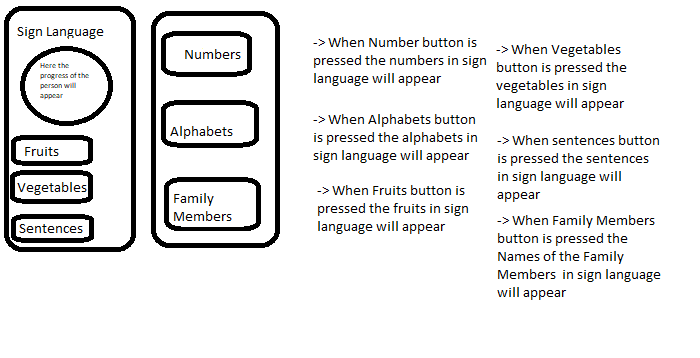 Sign Language
Here the
progress of the
person will
appear
Fruits
Vegetables
Sentences
Numbers
Alphabets
Family
Members
-> When Number button is
pressed the numbers in sign
language will appear
-> When Alphabets button
is pressed the alphabets in
sign language will appear
-> When Fruits button is
pressed the fruits in sign
language will appear
-> When Vegetables
button is pressed the
vegetables in sign
language will appear
-> When sentences button
is pressed the sentences
in sign language will
appear
-> When Family Members
button is pressed the
Names of the Family
Members in sign language
will appear